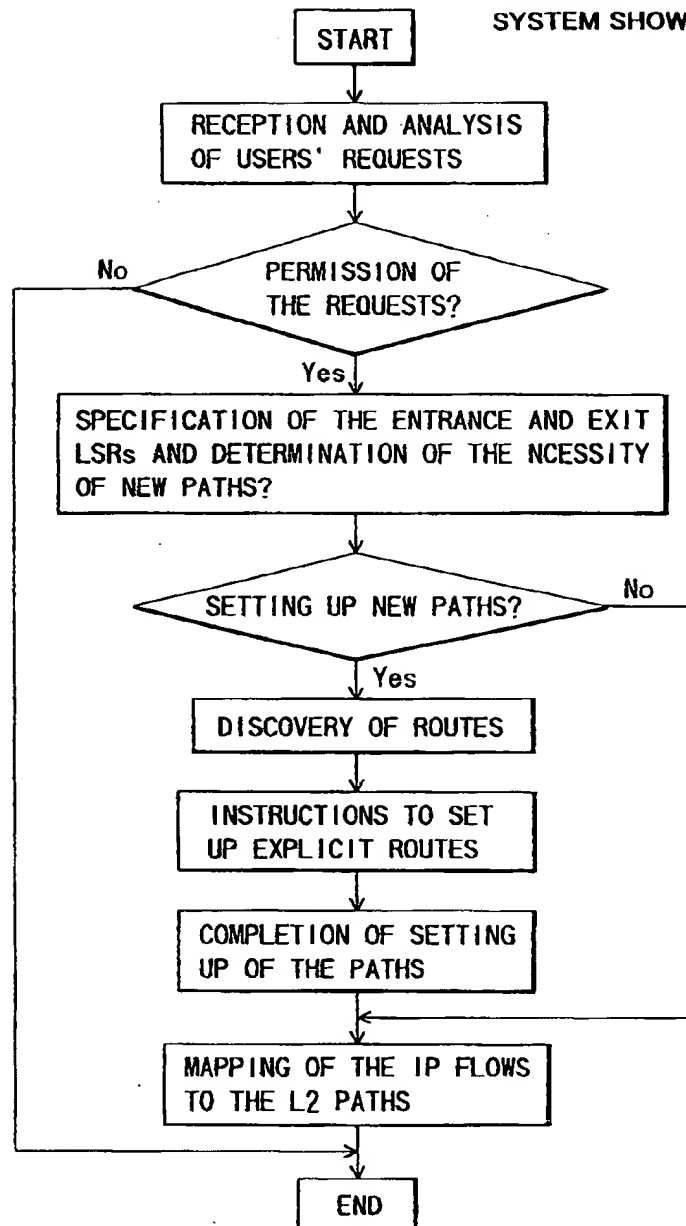 SYSTEM SHOW
START
RECEPTION AND ANALYSIS
OF USERS' REQUESTS
No
PERMISSION OF
THE REQUESTS?
Yes
SPECIFICATION OF THE ENTRANCE AND EXIT
LSRs AND DETERMINATION OF THE NCESSITY
OF NEW PATHS?
SETTING UP NEW PATHS?
No
Yes
DISCOVERY OF ROUTES
INSTRUCTIONS TO SET
UP EXPLICIT ROUTES
COMPLETION OF SETTING
UP OF THE PATHS
MAPPING OF THE IP FLOWS
TO THE L2 PATHS
END